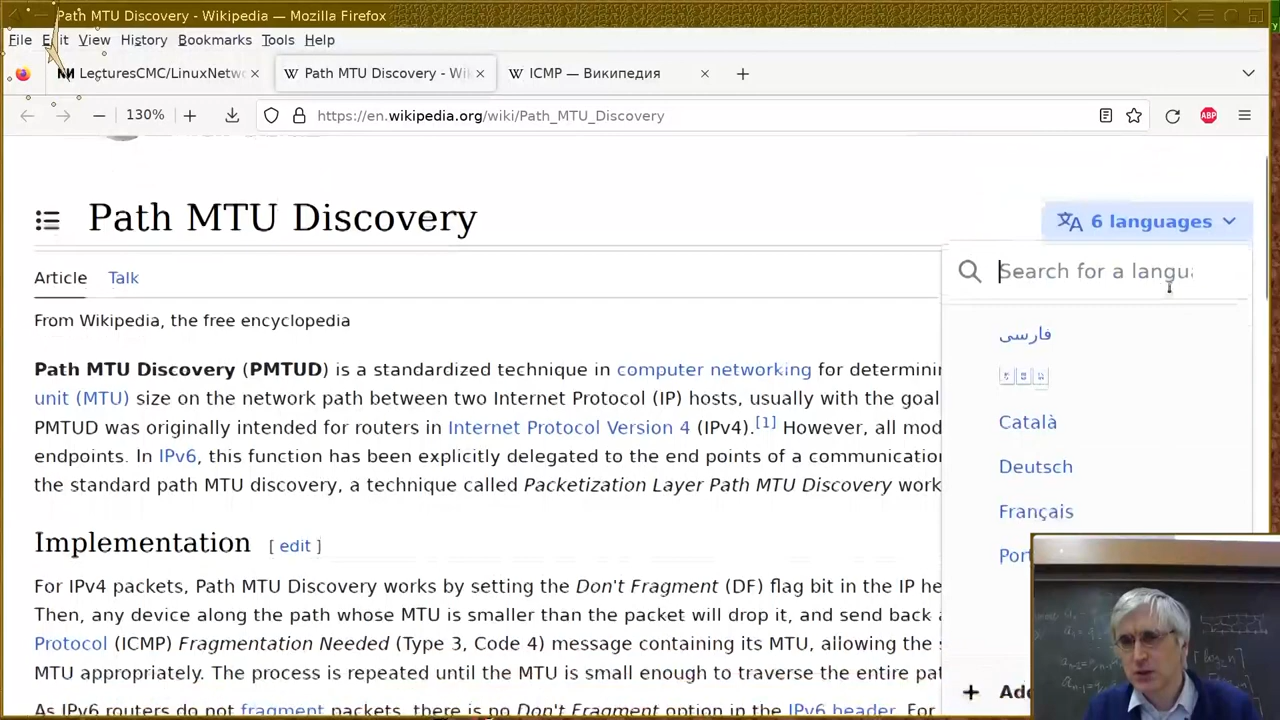 Path MTU Discovery - Wikipedia — Mozilla Firefox
File Edit View History Bookmarks Tools Help
LecturesCMC/LinuxNetw
Path MTU Discovery - Wik
ICMP — Википедия
130%
https://en.wikipedia.org/wiki/Path_MTU_Discovery
ABP
Path MTU Discovery
6 languages
Search for a langua
Article Talk
From Wikipedia, the free encyclopedia
فارسی
Català
Deutsch
Français
Port
Add
Path MTU Discovery (PMTUD) is a standardized technique in computer networking for determini
unit (MTU) size on the network path between two Internet Protocol (IP) hosts, usually with the goal
PMTUD was originally intended for routers in Internet Protocol Version 4 (IPv4).[1] However, all mod
endpoints. In IPv6, this function has been explicitly delegated to the end points of a communication
the standard path MTU discovery, a technique called Packetization Layer Path MTU Discovery work
Implementation [ edit ]
For IPv4 packets, Path MTU Discovery works by setting the Don't Fragment (DF) flag bit in the IP he
Then, any device along the path whose MTU is smaller than the packet will drop it, and send back a
Protocol (ICMP) Fragmentation Needed (Type 3, Code 4) message containing its MTU, allowing the s
MTU appropriately. The process is repeated until the MTU is small enough to traverse the entire pat
As IPv6 routers do not fragment packets, there is no Don't Fragment option in the IPv6 header. For